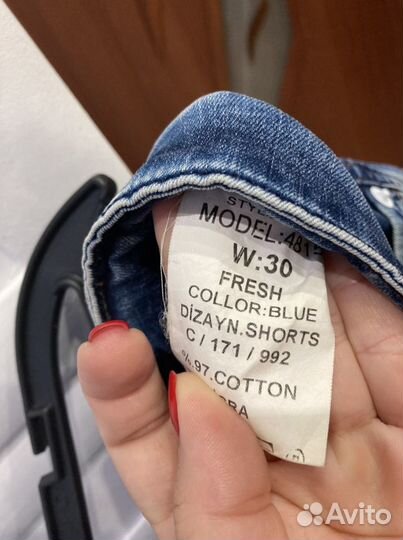 MODEL:481
W:30
FRESH
COLLOR:BLUE
DİZAYN.SHORTS
C / 171 / 992
% 97.COTTON
Avito